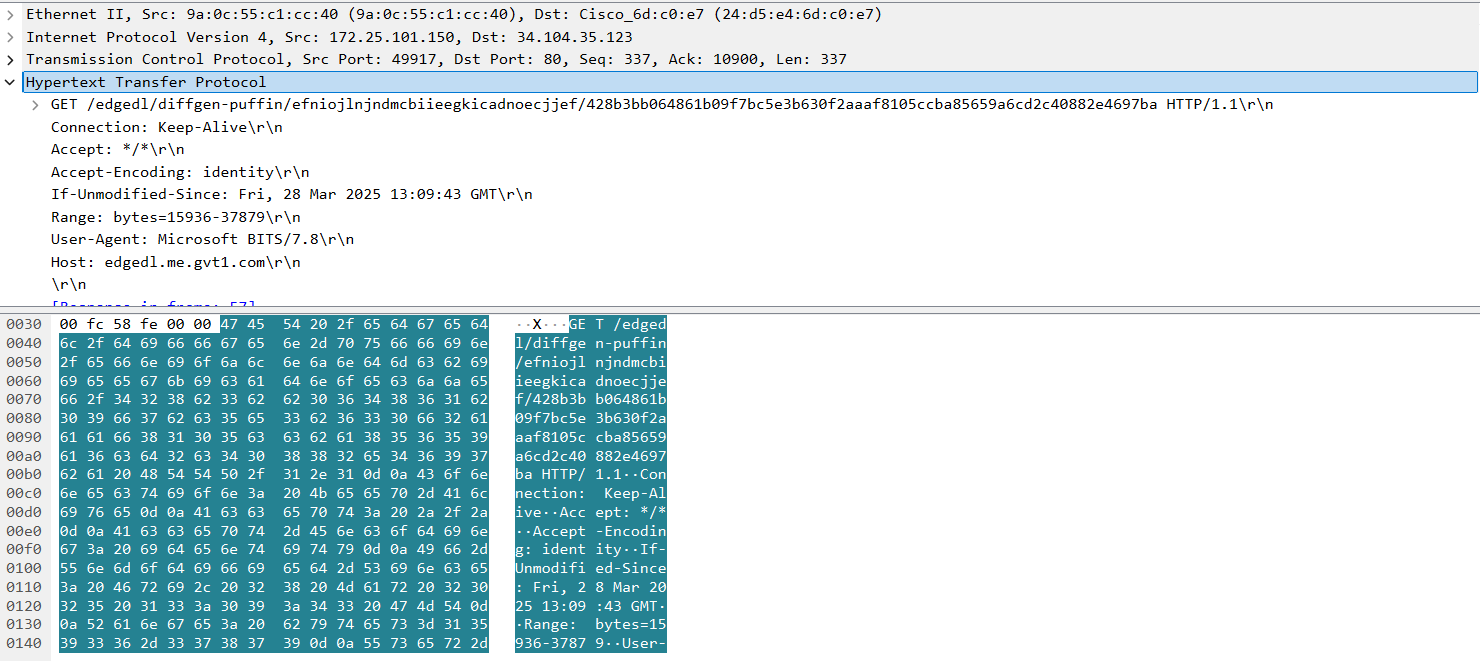 Ethernet II, Src: 9a:0c:55:c1:cc:40 (9a:0c:55:c1:cc:40), Dst: Cisco_6d:c0:e7 (24:d5:e4:6d:c0:e7)
Internet Protocol Version 4, Src: 172.25.101.150, Dst: 34.104.35.123
Transmission Control Protocol, Src Port: 49917, Dst Port: 80, Seq: 337, Ack: 10900, Len: 337
Hypertext Transfer Protocol
GET /edgedl/diffgen-puffin/efniojlnjndmcbiieegkicadnoecjjef/428b3bb064861b09f7bc5e3b630f2aaaf8105ccba85659a6cd2c40882e4697ba HTTP/1.1\r\n
Connection: Keep-Alive\r\n
Accept: */*\r\n
Accept-Encoding: identity\r\n
If-Unmodified-Since: Fri, 28 Mar 2025 13:09:43 GMT\r\n
Range: bytes=15936-37879\r\n
User-Agent: Microsoft BITS/7.8\r\n
Host: edgedl.me.gvt1.com\r\n
\r\n
[Response in frame: 57]
0030 00 fc 58 fe 00 00 47 45 54 20 2f 65 64 67 65 64 ··X···GE T /edged
0040 6c 2f 64 69 66 66 67 65 6e 2d 70 75 66 66 69 6e l/diffge n-puffin
0050 2f 65 66 6e 69 6f 6a 6c 6e 6a 6e 64 6d 63 62 69 /efniojl njndmcbi
0060 69 65 65 67 6b 69 63 61 64 6e 6f 65 63 6a 6a 65 ieegkica dnoecjje
0070 66 2f 34 32 38 62 33 62 62 30 36 34 38 36 31 62 f/428b3b b064861b
0080 30 39 66 37 62 63 35 65 33 62 36 33 30 66 32 61 09f7bc5e 3b630f2a
0090 61 61 66 38 31 30 35 63 63 62 61 38 35 36 35 39 aaf8105c cba85659
00a0 61 36 63 64 32 63 34 30 38 38 32 65 34 36 39 37 a6cd2c40 882e4697
00b0 62 61 20 48 54 54 50 2f 31 2e 31 0d 0a 43 6f 6e ba HTTP/ 1.1··Con
00c0 6e 65 63 74 69 6f 6e 3a 20 4b 65 65 70 2d 41 6c nection: Keep-Al
00d0 69 76 65 0d 0a 41 63 63 65 70 74 3a 20 2a 2f 2a ive··Acc ept: */*
00e0 0d 0a 41 63 63 65 70 74 2d 45 6e 63 6f 64 69 6e ··Accept -Encodin
00f0 67 3a 20 69 64 65 6e 74 69 74 79 0d 0a 49 66 2d g: ident ity··If-
0100 55 6e 6d 6f 64 69 66 69 65 64 2d 53 69 6e 63 65 Unmodifi ed-Since
0110 3a 20 46 72 69 2c 20 32 38 20 4d 61 72 20 32 30 : Fri, 2 8 Mar 20
0120 32 35 20 31 33 3a 30 39 3a 34 33 20 47 4d 54 0d 25 13:09 :43 GMT·
0130 0a 52 61 6e 67 65 3a 20 62 79 74 65 73 3d 31 35 ·Range:  bytes=15
0140 39 33 36 2d 33 37 38 37 39 0d 0a 55 73 65 72 2d 936-3787 9··User-